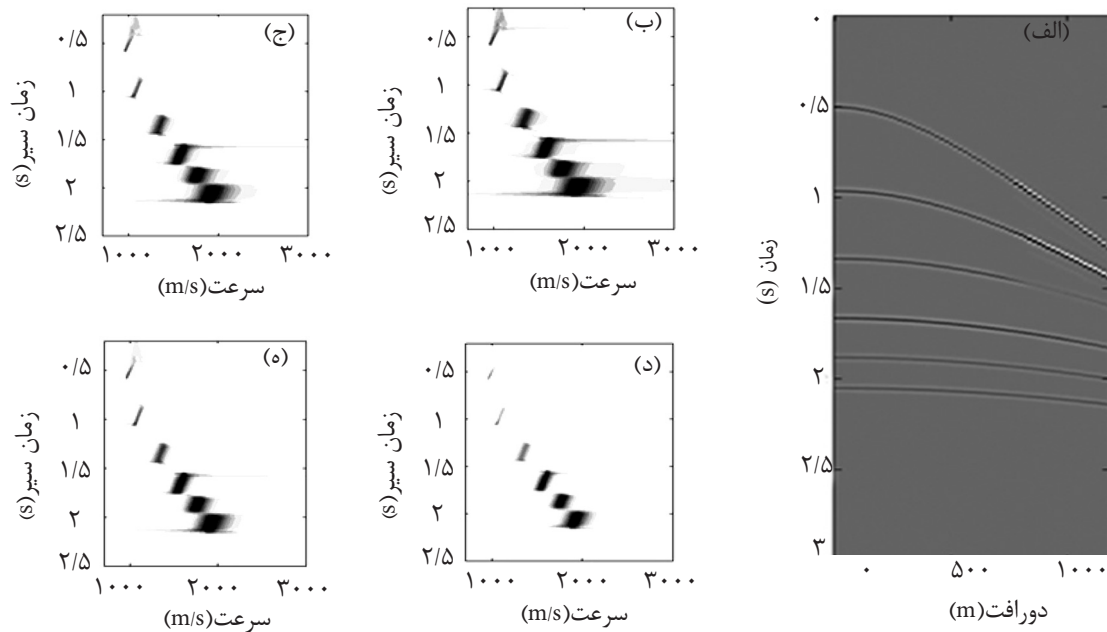 (الف)
۰
۰/۵
۱
۱/۵
۲
۲/۵
۳
زمان (s)
۰ ۵۰۰ ۱۰۰۰
دورافت(m)
(ب)
۰/۵
۱
۱/۵
۲
۲/۵
زمان سیر(s)
۱۰۰۰ ۲۰۰۰ ۳۰۰۰
سرعت(m/s)
(ج)
۰/۵
۱
۱/۵
۲
۲/۵
زمان سیر(s)
۱۰۰۰ ۲۰۰۰ ۳۰۰۰
سرعت(m/s)
(د)
۰/۵
۱
۱/۵
۲
۲/۵
زمان سیر(s)
۱۰۰۰ ۲۰۰۰ ۳۰۰۰
سرعت(m/s)
(ه)
۰/۵
۱
۱/۵
۲
۲/۵
زمان سیر(s)
۱۰۰۰ ۲۰۰۰ ۳۰۰۰
سرعت(m/s)